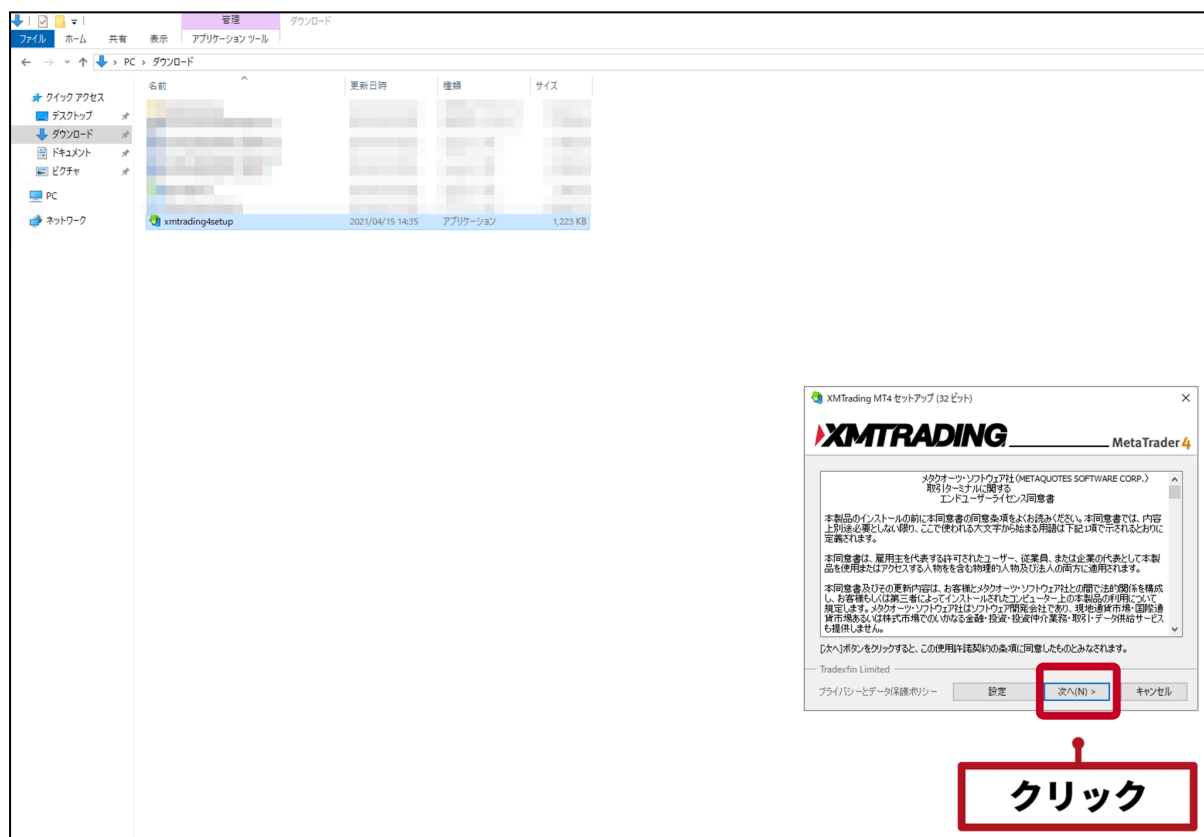 管理
ダウンロード
ファイル
ホーム
共有
表示
アプリケーション ツール
PC › ダウンロード
名前
更新日時
種類
サイズ
クイック アクセス
デスクトップ
ダウンロード
ドキュメント
ピクチャ
PC
ネットワーク
xmtrading4setup 2021/04/15 14:35 アプリケーション 1,223 KB
XMTrading MT4 セットアップ (32 ビット)
XMTRADING
MetaTrader 4
メタクオーツ・ソフトウェア社(METAQUOTES SOFTWARE CORP.)
取引ターミナルに関する
エンドユーザーライセンス同意書
本製品のインストールの前に本同意書の同意条項をよくお読みください。本同意書では、内容
上別途必要としない限り、ここで使われる大文字から始まる用語は下記1項で示されるとおりに
定義されます。
本同意書は、雇用主を代表する許可されたユーザー、従業員、または企業の代表として本製
品を使用またはアクセスする人物をを含む物理的人物及び法人の両方に適用されます。
本同意書及びその更新内容は、お客様とメタクオーツ・ソフトウェア社との間で法的関係を構成
し、お客様もしくは第三者によってインストールされたコンピューター上の本製品の利用について
規定します。メタクオーツ・ソフトウェア社はソフトウェア開発会社であり、現地通貨市場・国際通
貨市場あるいは株式市場でのいかなる金融・投資・投資仲介業務・取引・データ供給サービス
も提供しません。
[次へ]ボタンをクリックすると、この使用許諾契約の条項に同意したものとみなされます。
Tradexfin Limited
プライバシーとデータ保護ポリシー
設定
次へ(N) >
キャンセル
クリック